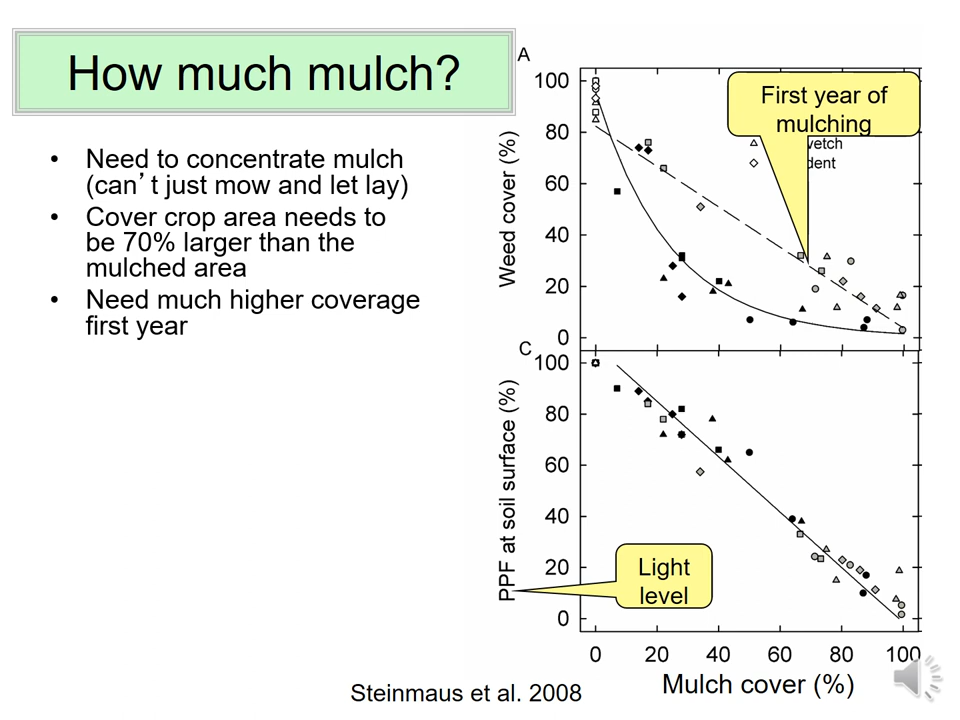 How much mulch?
• Need to concentrate mulch
(can't just mow and let lay)
• Cover crop area needs to
be 70% larger than the
mulched area
• Need much higher coverage
first year
A
Weed cover (%)
100
80
60
40
20
0
First year of
mulching
vetch
dent
C
PPF at soil surface (%)
100
80
60
40
20
0
Light
level
0 20 40 60 80 100
Mulch cover (%)
Steinmaus et al. 2008